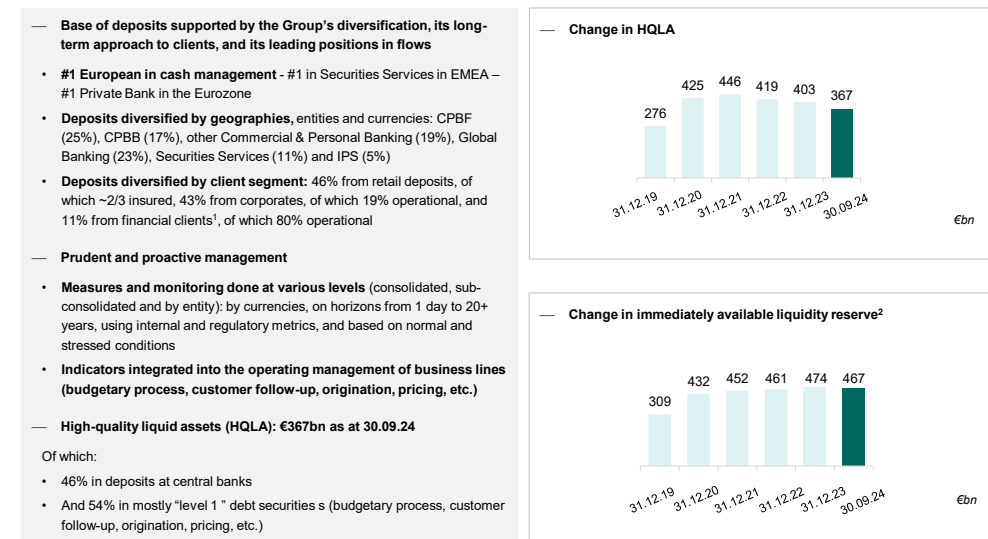 — Base of deposits supported by the Group's diversification, its long-
term approach to clients, and its leading positions in flows
• #1 European in cash management - #1 in Securities Services in EMEA –
#1 Private Bank in the Eurozone
• Deposits diversified by geographies, entities and currencies: CPBF
(25%), CPBB (17%), other Commercial & Personal Banking (19%), Global
Banking (23%), Securities Services (11%) and IPS (5%)
• Deposits diversified by client segment: 46% from retail deposits, of
which ~2/3 insured, 43% from corporates, of which 19% operational, and
11% from financial clients¹, of which 80% operational
— Prudent and proactive management
• Measures and monitoring done at various levels (consolidated, sub-
consolidated and by entity): by currencies, on horizons from 1 day to 20+
years, using internal and regulatory metrics, and based on normal and
stressed conditions
• Indicators integrated into the operating management of business lines
(budgetary process, customer follow-up, origination, pricing, etc.)
— High-quality liquid assets (HQLA): €367bn as at 30.09.24
Of which:
• 46% in deposits at central banks
• And 54% in mostly “level 1 ” debt securities s (budgetary process, customer
follow-up, origination, pricing, etc.)
— Change in HQLA
276 425 446 419 403 367
31.12.19 31.12.20 31.12.21 31.12.22 31.12.23 30.09.24
€bn
— Change in immediately available liquidity reserve²
309 432 452 461 474 467
31.12.19 31.12.20 31.12.21 31.12.22 31.12.23 30.09.24
€bn